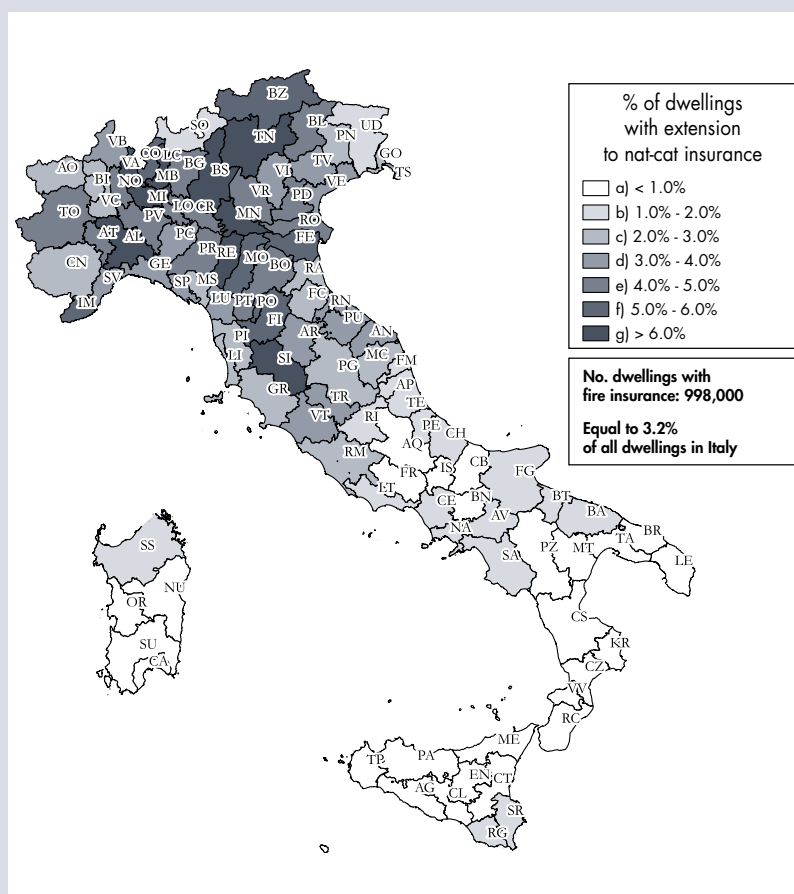 % of dwellings
with extension
to nat-cat insurance
a) < 1.0%
b) 1.0% - 2.0%
c) 2.0% - 3.0%
d) 3.0% - 4.0%
e) 4.0% - 5.0%
f) 5.0% - 6.0%
g) > 6.0%
No. dwellings with
fire insurance: 998,000
Equal to 3.2%
of all dwellings in Italy
BZ
SO
BL
UD
VB
TN
PN
CO LC
GO
VA
BG
BS
TV
AO
VI
TS
BI
NO
MB
VE
VC
MI
VR
PD
TO
PV
LO CR
MN
RO
AT
AL
PC
FE
PR RE
MO
CN
GE
BO
RA
SV
SP
MS
FC
IM
LU
PT
PO
RN
FI
PU
PI
AR
AN
LI
SI
MC
FM
PG
GR
AP
TR
TE
VT
RI
PE
CH
AQ
RM
CB
FR
IS
FG
LT
CE
BN
BT
AV
BA
NA
BR
SS
SA
PZ
MT
TA
LE
NU
OR
CS
SU
KR
CA
CZ
VV
RC
ME
TP
PA
EN
CT
AG
CL
SR
RG